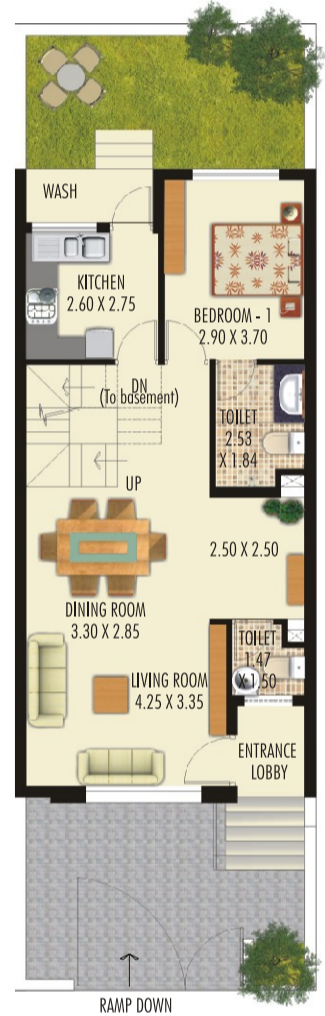 WASH
KITCHEN
2.60 X 2.75
BEDROOM - 1
2.90 X 3.70
DN
(To basement)
TOILET
2.53
X 1.84
UP
2.50 X 2.50
DINING ROOM
3.30 X 2.85
TOILET
1.47
X 1.50
LIVING ROOM
4.25 X 3.35
ENTRANCE
LOBBY
RAMP DOWN